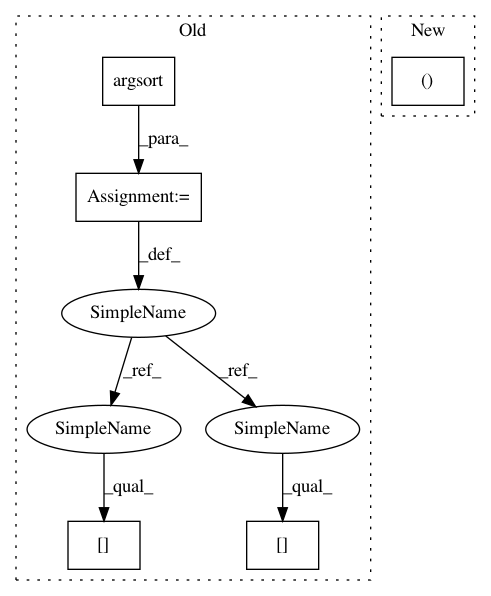 Old
New
argsort
()
_para_
Assignment:=
_def_
SimpleName
_ref_
_ref_
SimpleName
SimpleName
_qual_
_qual_
[]
[]